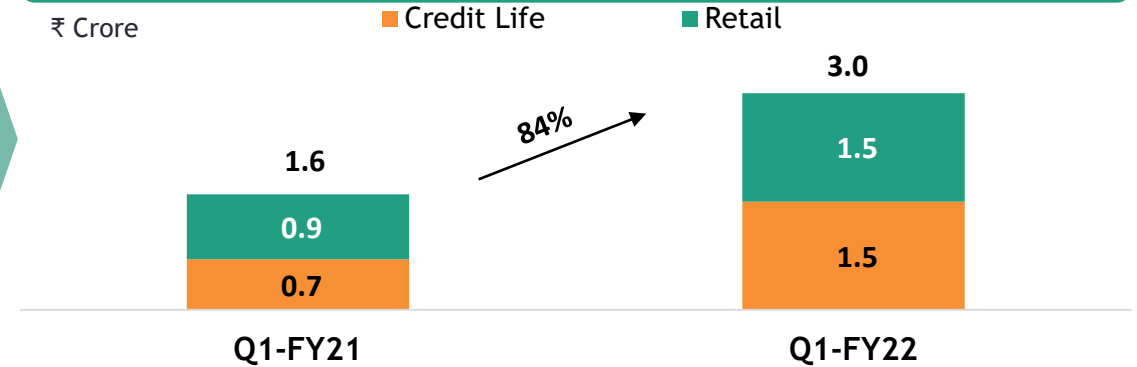 ₹ Crore
Credit Life
Retail
3.0
84%
1.6
1.5
0.9
1.5
0.7
Q1-FY21
Q1-FY22